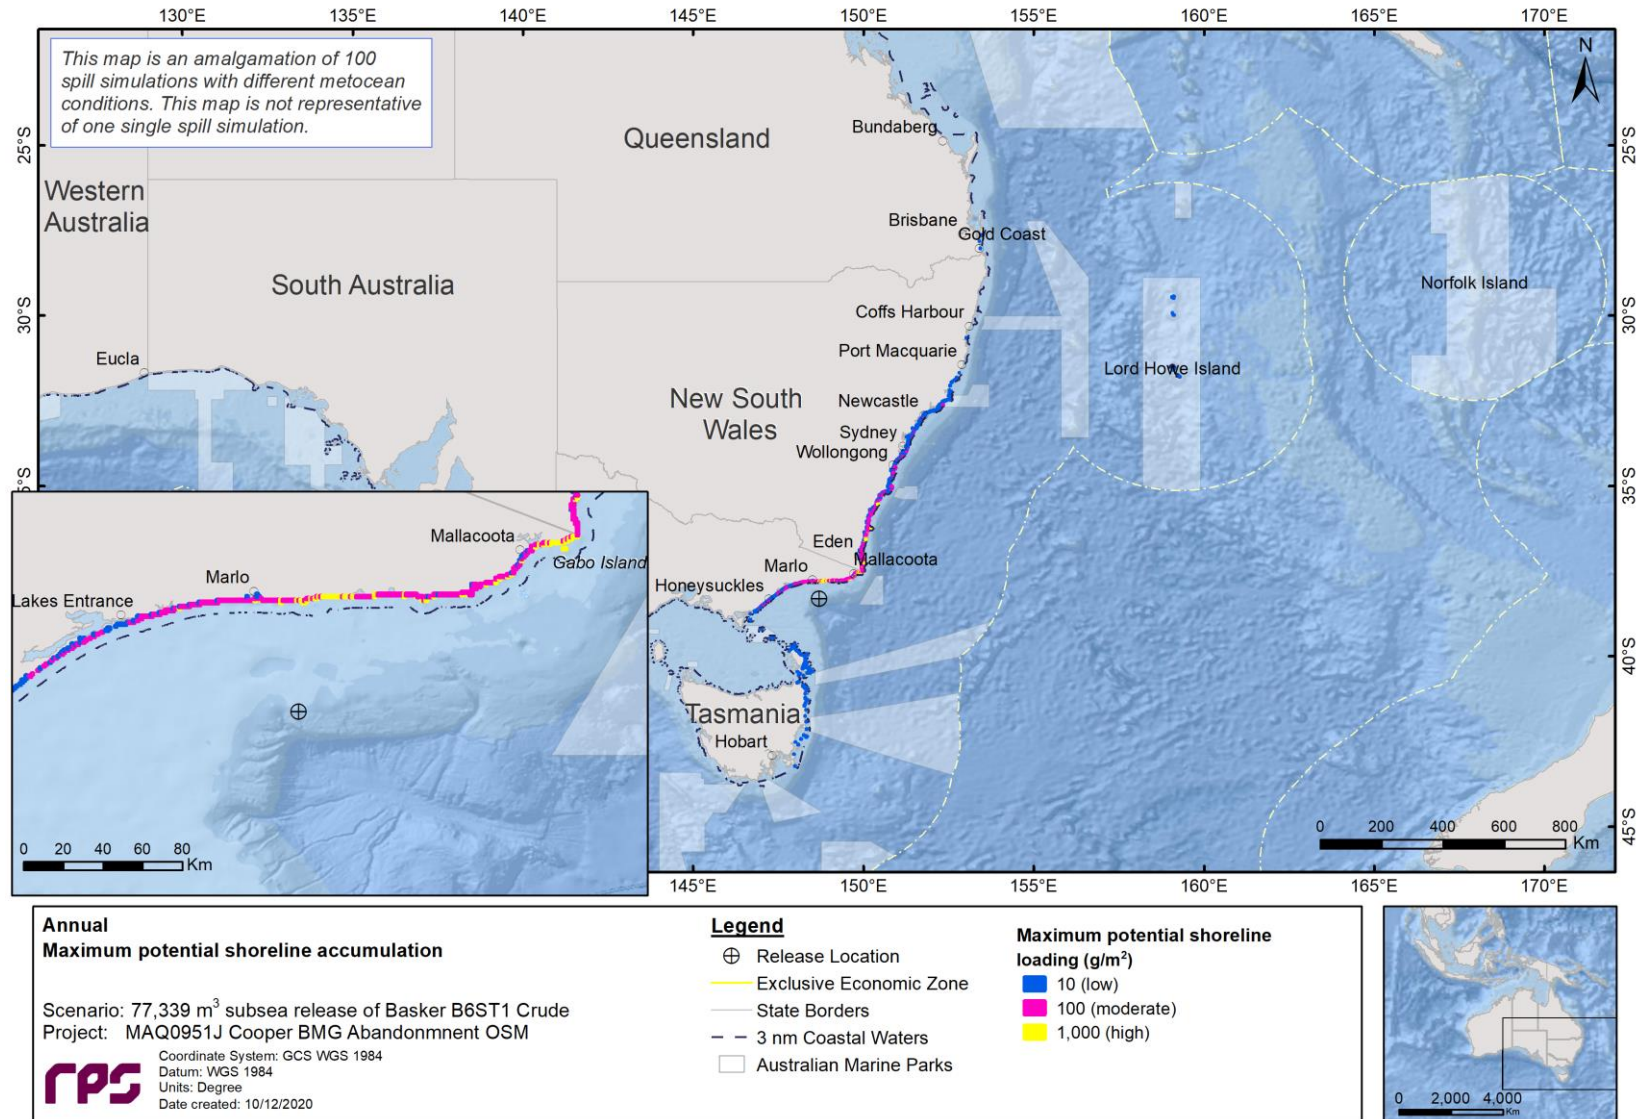 130°E 135°E 140°E 145°E 150°E 155°E 160°E 165°E 170°E
This map is an amalgamation of 100
spill simulations with different metocean
conditions. This map is not representative
of one single spill simulation.
N
Bundaberg
Queensland
25°S 25°S
Western
Australia
Brisbane
Gold Coast
South Australia
Norfolk Island
Coffs Harbour
30°S 30°S
Port Macquarie
Eucla
Lord Howe Island
New South
Wales
Newcastle
Sydney
Wollongong
35°S 35°S
Mallacoota
Eden
Gabo Island
Mallacoota
Marlo
Marlo
Honeysuckles
Lakes Entrance
40°S 40°S
Tasmania
Hobart
45°S 45°S
0 20 40 60 80
Km
0 200 400 600 800
Km
145°E 150°E 155°E 160°E 165°E 170°E
Annual
Maximum potential shoreline accumulation
Scenario: 77,339 m³ subsea release of Basker B6ST1 Crude
Project: MAQ0951J Cooper BMG Abandonmnent OSM
rps
Coordinate System: GCS WGS 1984
Datum: WGS 1984
Units: Degree
Date created: 10/12/2020
Legend
Release Location
Exclusive Economic Zone
State Borders
3 nm Coastal Waters
Australian Marine Parks
Maximum potential shoreline
loading (g/m²)
10 (low)
100 (moderate)
1,000 (high)
0 2,000 4,000
Km